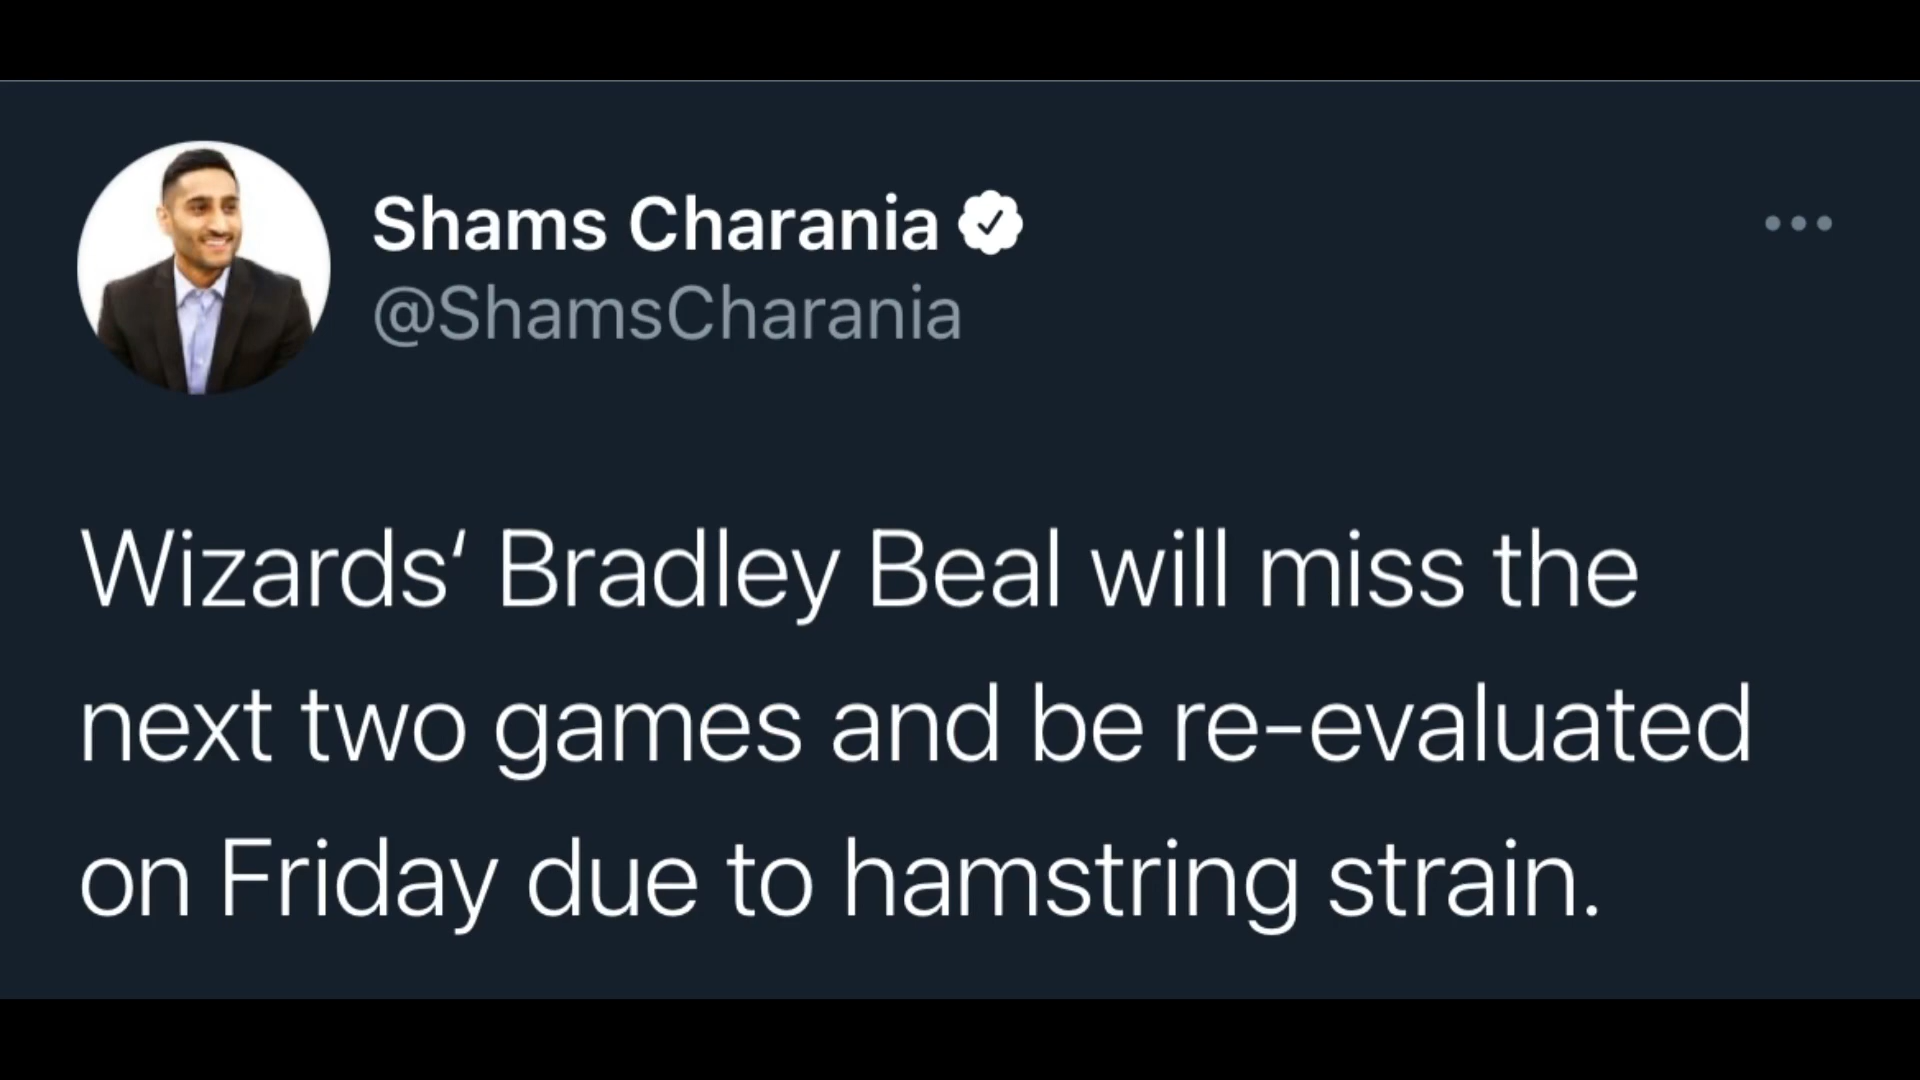 Shams Charania
@ShamsCharania
Wizards‘ Bradley Beal will miss the
next two games and be re-evaluated
on Friday due to hamstring strain.